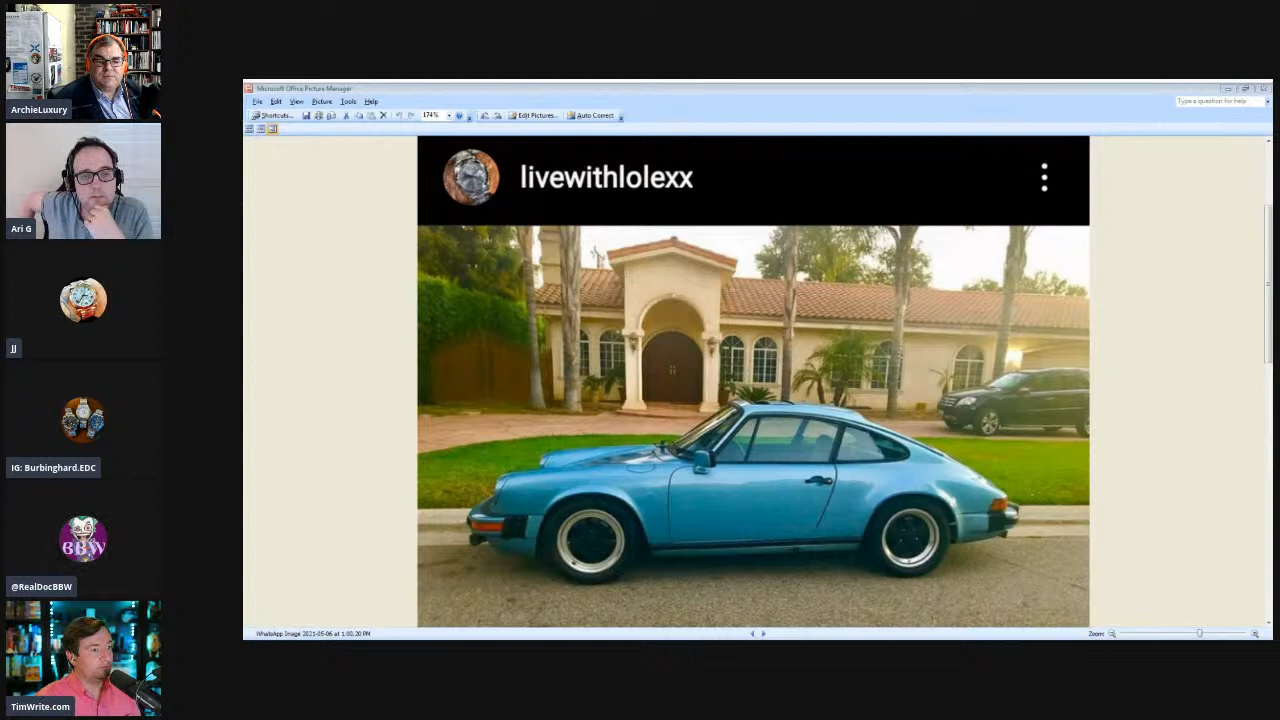 ArchieLuxury
Ari G
JJ
IG: Burbinghard.EDC
BBW
@RealDocBBW
TimWrite.com
Microsoft Office Picture Manager
File Edit View Picture Tools Help
Type a question for help
Shortcuts... 174% Edit Pictures... Auto Correct
livewithlolexx
WhatsApp Image 2021-05-06 at 1.00.20 PM
Zoom: